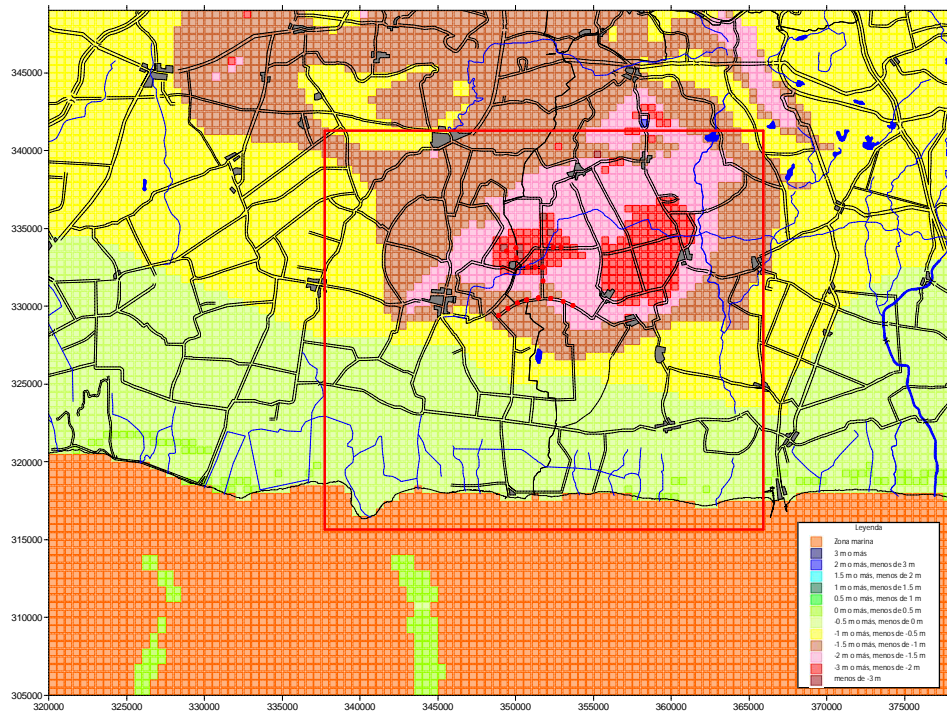 345000
340000
335000
330000
325000
320000
315000
310000
305000
320000 325000 330000 335000 340000 345000 350000 355000 360000 365000 370000 375000
Leyenda
Zona marina
3 m o más
2 m o más, menos de 3 m
1.5 m o más, menos de 2 m
1 m o más, menos de 1.5 m
0.5 m o más, menos de 1 m
0 m o más, menos de 0.5 m
-0.5 m o más, menos de 0 m
-1 m o más, menos de -0.5 m
-1.5 m o más, menos de -1 m
-2 m o más, menos de -1.5 m
-3 m o más, menos de -2 m
menos de -3 m